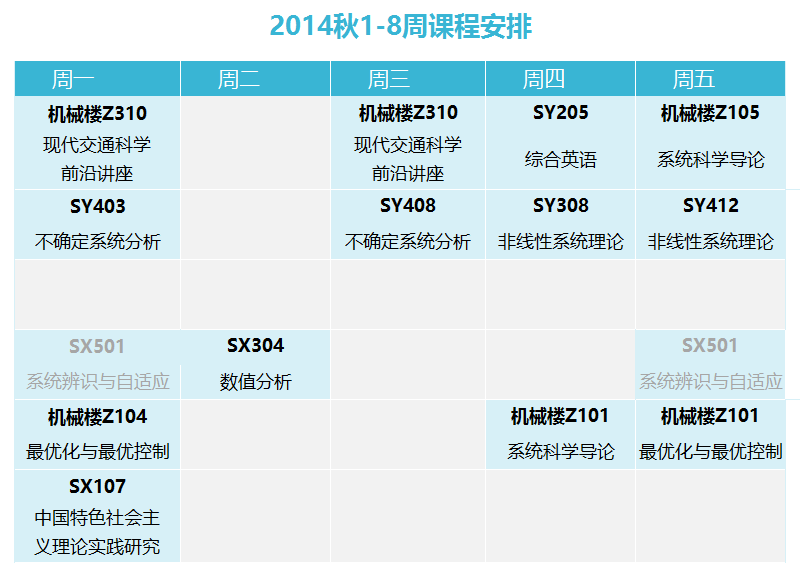 2014秋1-8周课程安排
周一 周二 周三 周四 周五
机械楼Z310 机械楼Z310 SY205 机械楼Z105
现代交通科学 现代交通科学 综合英语 系统科学导论
前沿讲座 前沿讲座
SY403 SY408 SY308 SY412
不确定系统分析 不确定系统分析 非线性系统理论 非线性系统理论
SX501 SX304 SX501
系统辨识与自适应 数值分析 系统辨识与自适应
机械楼Z104 机械楼Z101 机械楼Z101
最优化与最优控制 系统科学导论 最优化与最优控制
SX107
中国特色社会主
义理论实践研究